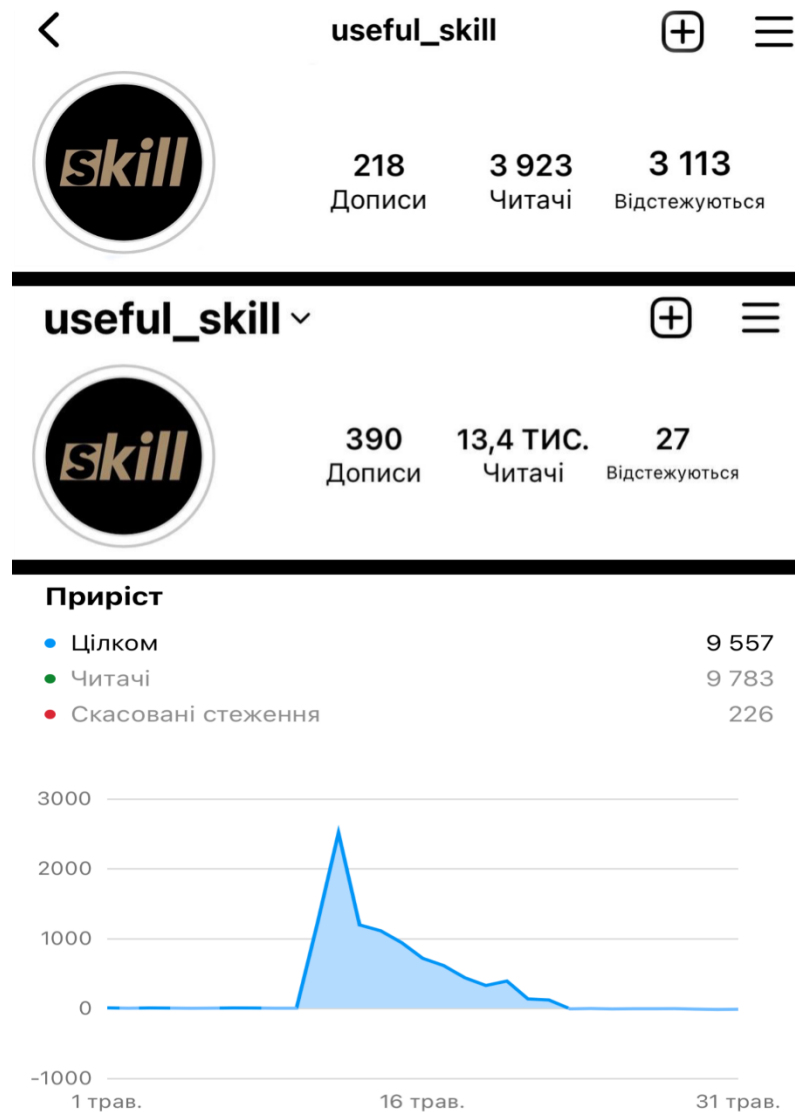 useful_skill
skill
218 3 923 3 113
Дописи Читачі Відстежуються
useful_skill
skill
390 13,4 ТИС. 27
Дописи Читачі Відстежуються
Приріст
Цілком 9 557
Читачі 9 783
Скасовані стеження 226
3000
2000
1000
0
-1000
1 трав. 16 трав. 31 трав.